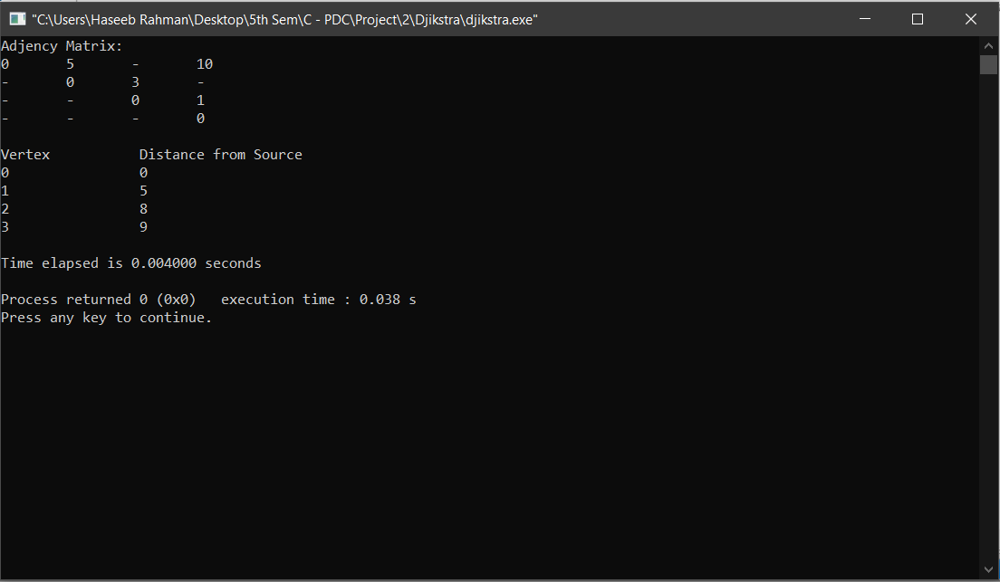 "C:\Users\Haseeb Rahman\Desktop\5th Sem\C - PDC\Project\2\Djikstra\djikstra.exe"
Adjency Matrix:
0 5 - 10
- 0 3 -
- - 0 1
- - - 0
Vertex Distance from Source
0 0
1 5
2 8
3 9
Time elapsed is 0.004000 seconds
Process returned 0 (0x0) execution time : 0.038 s
Press any key to continue.